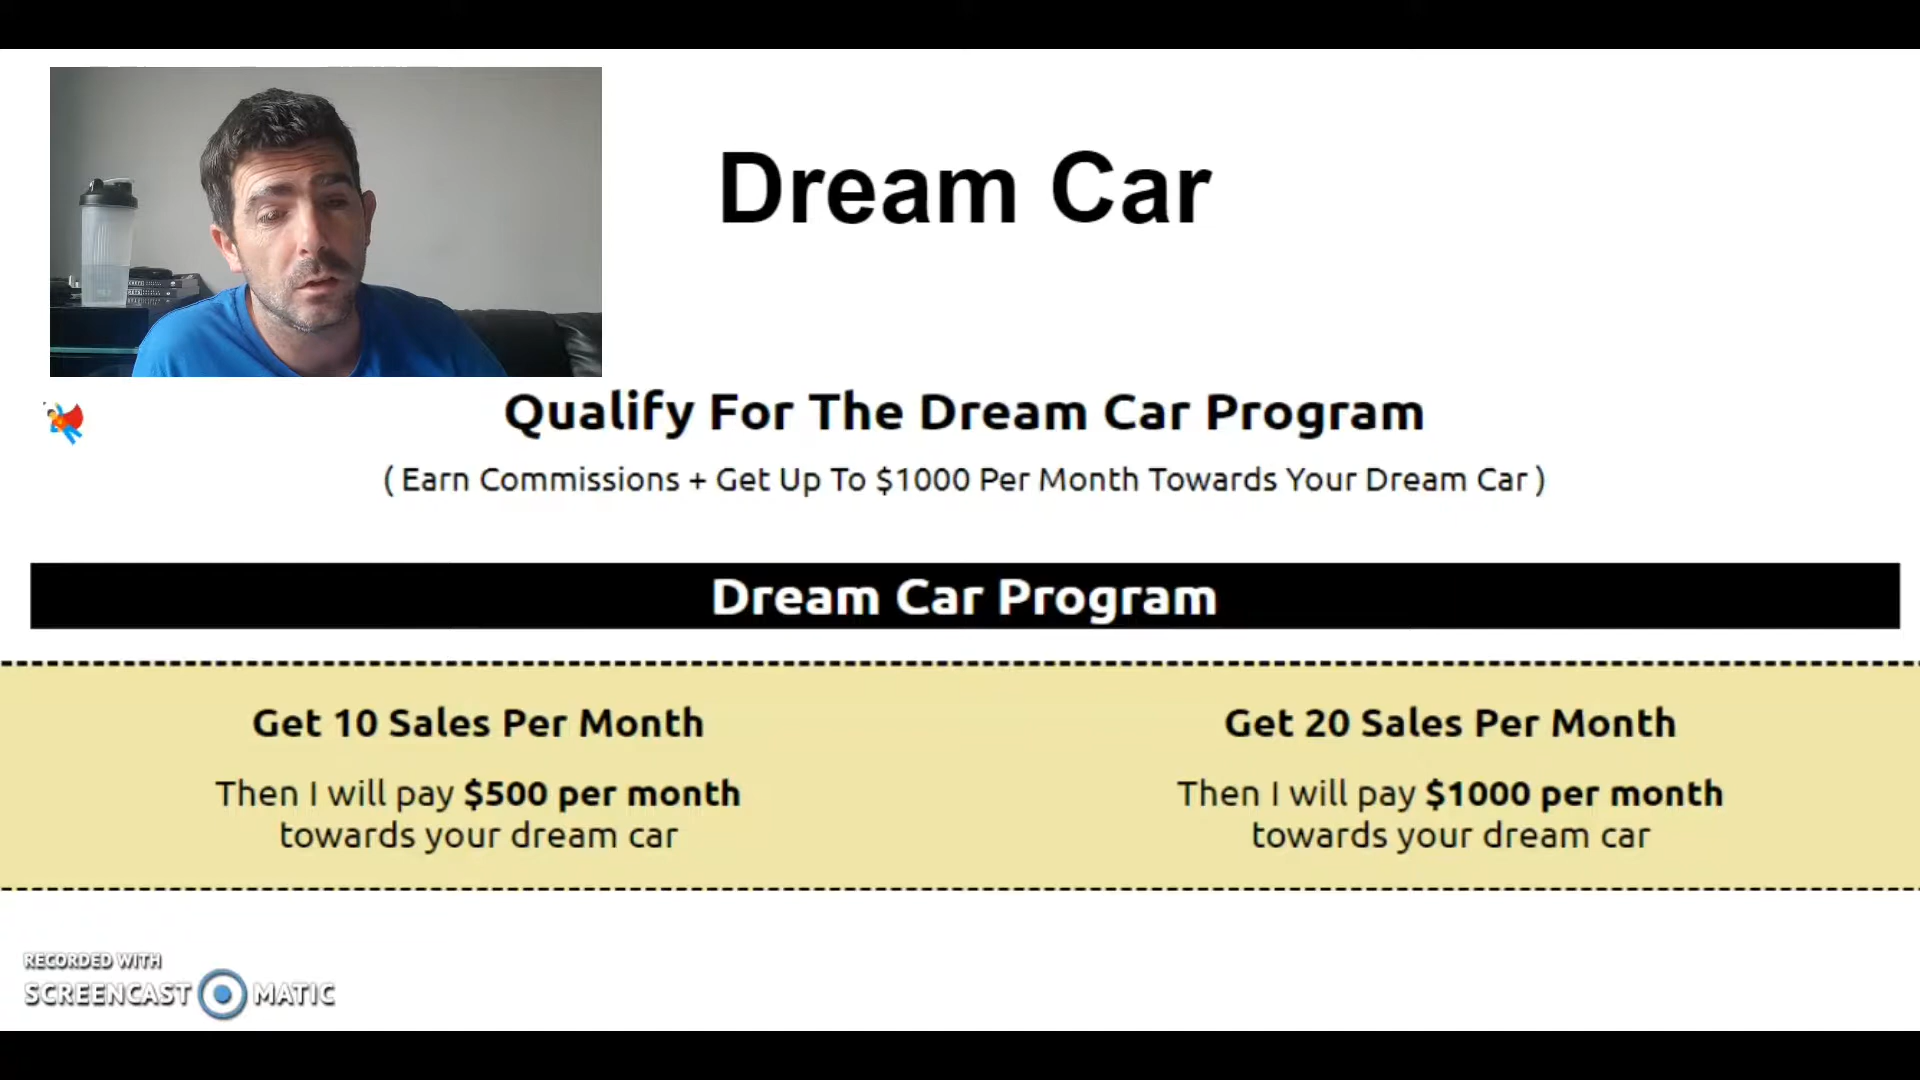 Dream Car
Qualify For The Dream Car Program
( Earn Commissions + Get Up To $1000 Per Month Towards Your Dream Car )
Dream Car Program
Get 10 Sales Per Month
Then I will pay $500 per month
towards your dream car
Get 20 Sales Per Month
Then I will pay $1000 per month
towards your dream car
RECORDED WITH
SCREENCAST MATIC